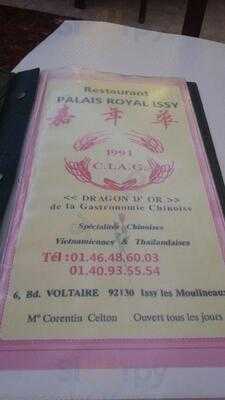 Restaurant
PALAIS ROYAL ISSY
嘉年华
1991
C.I.A.G.
<< DRAGON D' OR >>
de la Gastronomie Chinoise
Spécialités Chinoises
Vietnamiennes & Thaïlandaises
Tél : 01.46.48.60.03
01.40.93.55.54
6, Bd. VOLTAIRE 92130 Issy les Moulineaux
M° Corentin Celton Ouvert tous les jours